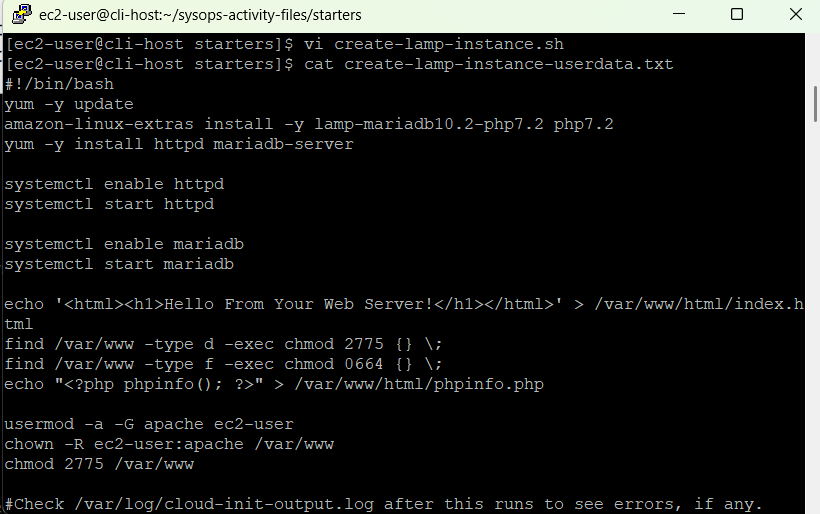 ec2-user@cli-host:~/sysops-activity-files/starters
[ec2-user@cli-host starters]$ vi create-lamp-instance.sh
[ec2-user@cli-host starters]$ cat create-lamp-instance-userdata.txt
#!/bin/bash
yum -y update
amazon-linux-extras install -y lamp-mariadb10.2-php7.2 php7.2
yum -y install httpd mariadb-server

systemctl enable httpd
systemctl start httpd

systemctl enable mariadb
systemctl start mariadb

echo '<html><h1>Hello From Your Web Server!</h1></html>' > /var/www/html/index.h
tml
find /var/www -type d -exec chmod 2775 {} \;
find /var/www -type f -exec chmod 0664 {} \;
echo "<?php phpinfo(); ?>" > /var/www/html/phpinfo.php

usermod -a -G apache ec2-user
chown -R ec2-user:apache /var/www
chmod 2775 /var/www

#Check /var/log/cloud-init-output.log after this runs to see errors, if any.